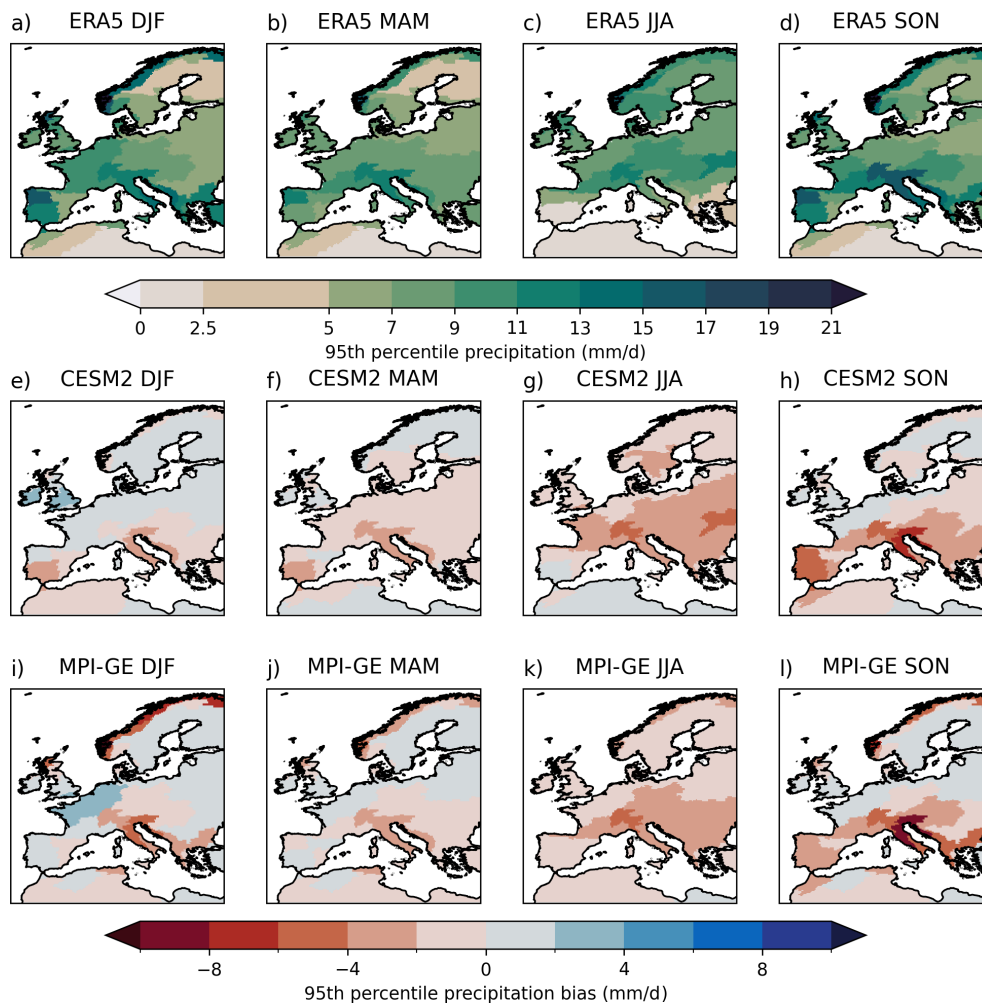 a) ERA5 DJF
b) ERA5 MAM
c) ERA5 JJA
d) ERA5 SON
0 2.5 5 7 9 11 13 15 17 19 21
95th percentile precipitation (mm/d)
e) CESM2 DJF
f) CESM2 MAM
g) CESM2 JJA
h) CESM2 SON
i) MPI-GE DJF
j) MPI-GE MAM
k) MPI-GE JJA
l) MPI-GE SON
−8 −4 0 4 8
95th percentile precipitation bias (mm/d)